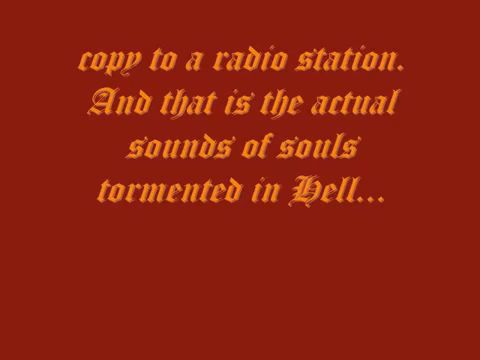 copy to a radio station.
And that is the actual
sounds of souls
tormented in Hell...